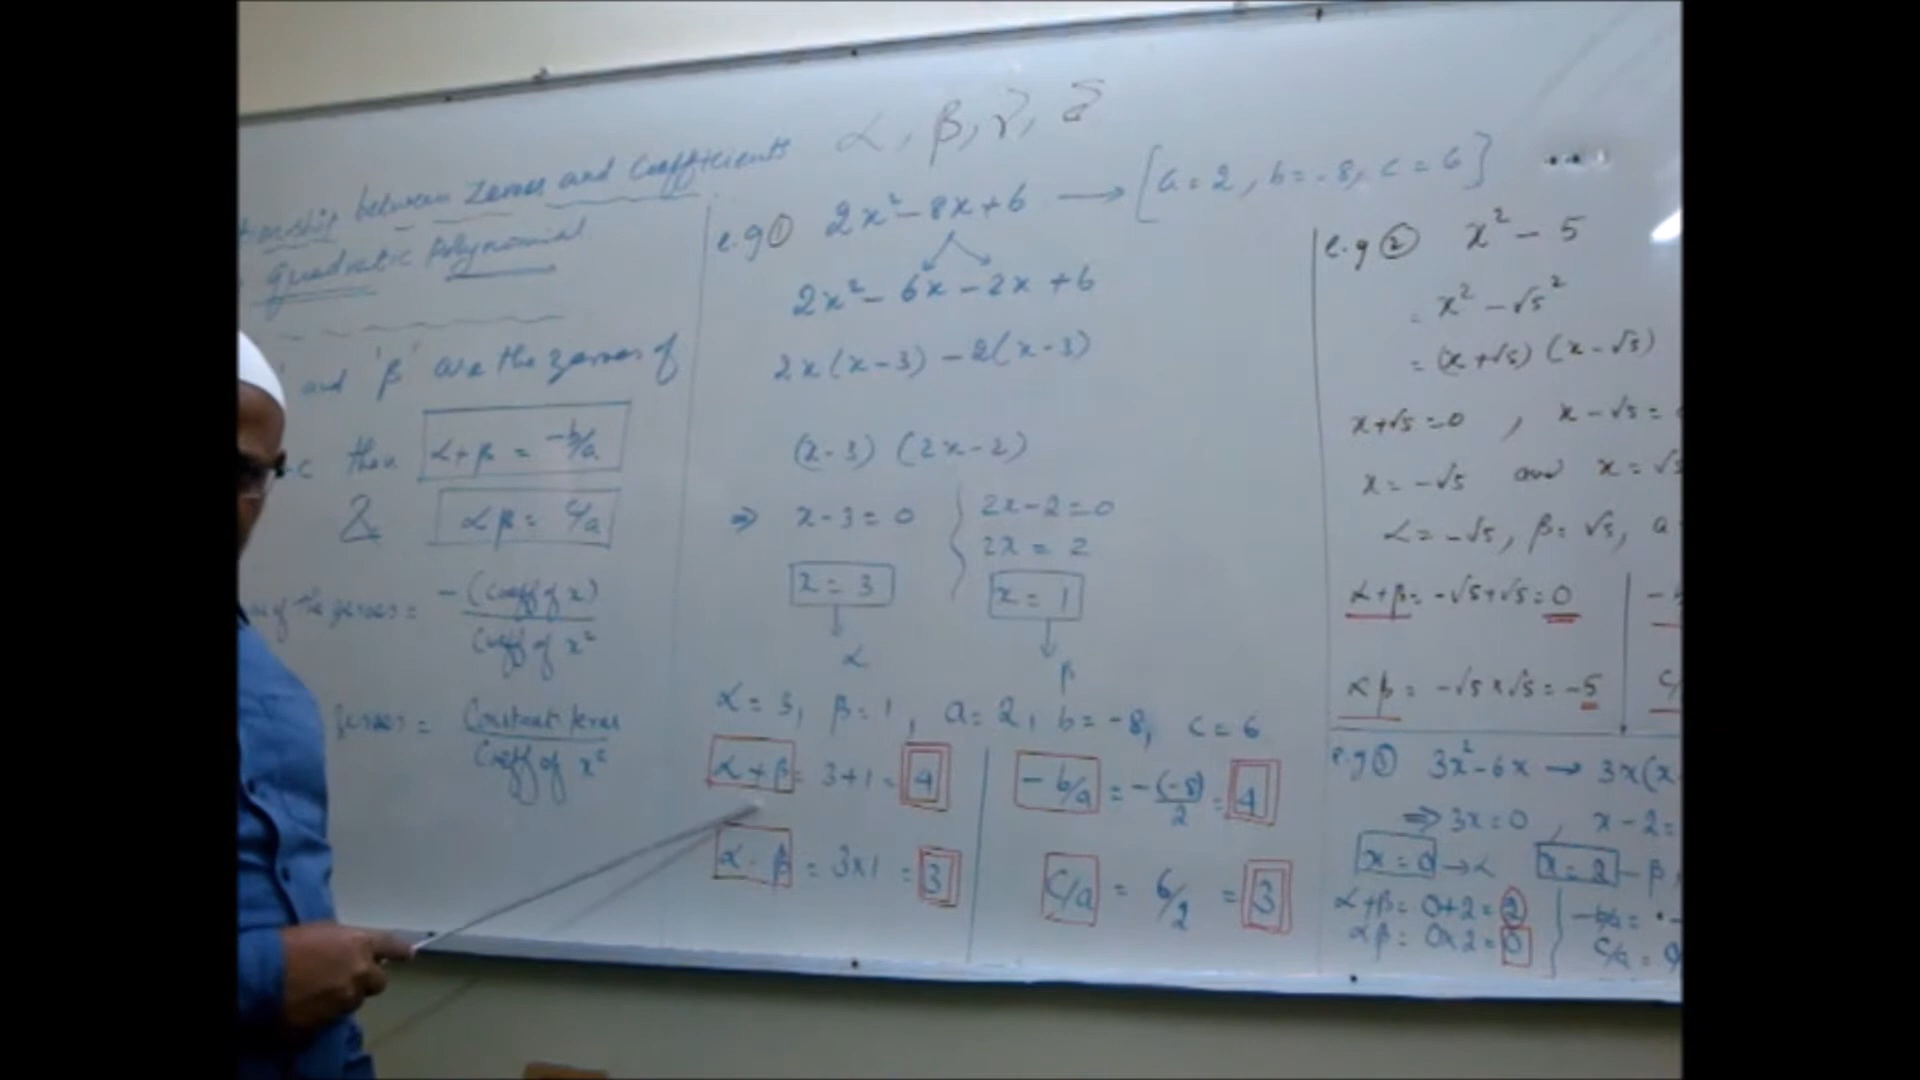 α, β, γ, δ
between Zeroes and Coefficients
Quadratic Polynomial
and 'β' are the zeroes of
c then α+β = -b/a
& αβ = c/a
of the zeroes = -(coeff of x)
Coeff of x²
zeroes = Constant term
Coeff of x²
e.g ① 2x² - 8x + 6 → [a = 2, b = -8, c = 6]
2x² - 6x - 2x + 6
2x(x-3) - 2(x-3)
(x-3) (2x-2)
⇒ x-3 = 0
x = 3
α
2x-2 = 0
2x = 2
x = 1
β
α = 3, β = 1, a = 2, b = -8, c = 6
α+β = 3+1 = 4
α·β = 3x1 = 3
-b/a = -(-8)/2 = 4
c/a = 6/2 = 3
e.g ② x² - 5
= x² - √5²
= (x+√5) (x-√5)
x+√5 = 0, x-√5 =
x = -√5 and x = √5
α = -√5, β = √5, a
α+β = -√5+√5 = 0
αβ = -√5 x √5 = -5
-b
c/
e.g ③ 3x² - 6x → 3x(x
⇒ 3x = 0, x-2 =
x = 0 → α x = 2 - β
α+β = 0+2 = 2
αβ = 0x2 = 0
-b/a =
c/a = 0